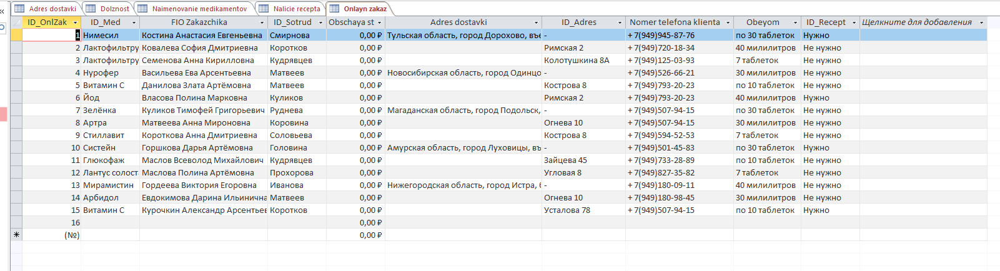 Adres dostavki Dolznost Naimenovanie medikamentov Nalicie recepta Onlayn zakaz
ID_OnlZak ID_Med FIO Zakazchika ID_Sotrud Obschaya st Adres dostavki ID_Adres Nomer telefona klienta Obeyom ID_Recept Щелкните для добавления
1 Нимесил Костина Анастасия Евгеньевна Смирнова 0,00 ₽ Тульская область, город Дорохово, въе - + 7(949)945-87-76 по 30 таблеток Нужно
2 Лактофильтру Ковалева София Дмитриевна Коротков 0,00 ₽ Римская 2 + 7(949)720-18-34 40 милилитров Не нужно
3 Лактофильтру Семенова Анна Кирилловна Кудрявцев 0,00 ₽ Колотушкина 8А + 7(949)125-03-93 7 таблеток Не нужно
4 Нурофер Васильева Ева Арсентьевна Матвеев 0,00 ₽ Новосибирская область, город Одинцо - + 7(949)526-66-21 30 милилитров Не нужно
5 Витамин С Данилова Злата Артёмовна Матвеев 0,00 ₽ Кострова 8 + 7(949)793-20-23 по 10 таблеток Не нужно
6 Йод Власова Полина Марковна Куликов 0,00 ₽ Римская 2 + 7(949)793-20-23 40 милилитров Нужно
7 Зелёнка Куликов Тимофей Григорьевич Руднева 0,00 ₽ Магаданская область, город Подольск, - + 7(949)507-94-15 по 30 таблеток Не нужно
8 Артра Матвеева Анна Мироновна Коровина 0,00 ₽ Огнева 10 + 7(949)507-94-15 30 милилитров Не нужно
9 Стиллавит Короткова Анна Дмитриевна Соловьева 0,00 ₽ Кострова 8 + 7(949)594-52-53 7 таблеток Не нужно
10 Систейн Горшкова Дарья Артёмовна Головина 0,00 ₽ Амурская область, город Луховицы, въ - + 7(949)501-45-83 по 30 таблеток Нужно
11 Глюкофаж Маслов Всеволод Михайлович Кудрявцев 0,00 ₽ Зайцева 45 + 7(949)733-28-89 по 10 таблеток Не нужно
12 Лантус солост Маслова Полина Артёмовна Прохорова 0,00 ₽ Угловая 8 + 7(949)827-35-82 7 таблеток Не нужно
13 Мирамистин Гордеева Виктория Егоровна Иванова 0,00 ₽ Нижегородская область, город Истра, б - + 7(949)180-09-11 40 милилитров Не нужно
14 Арбидол Евдокимова Дарина Ильинична Матвеев 0,00 ₽ Огнева 10 + 7(949)180-98-45 30 милилитров Не нужно
15 Витамин С Курочкин Александр Арсентьев Коротков 0,00 ₽ Усталова 78 + 7(949)507-94-15 по 10 таблеток Нужно
16 0,00 ₽
(№) 0,00 ₽